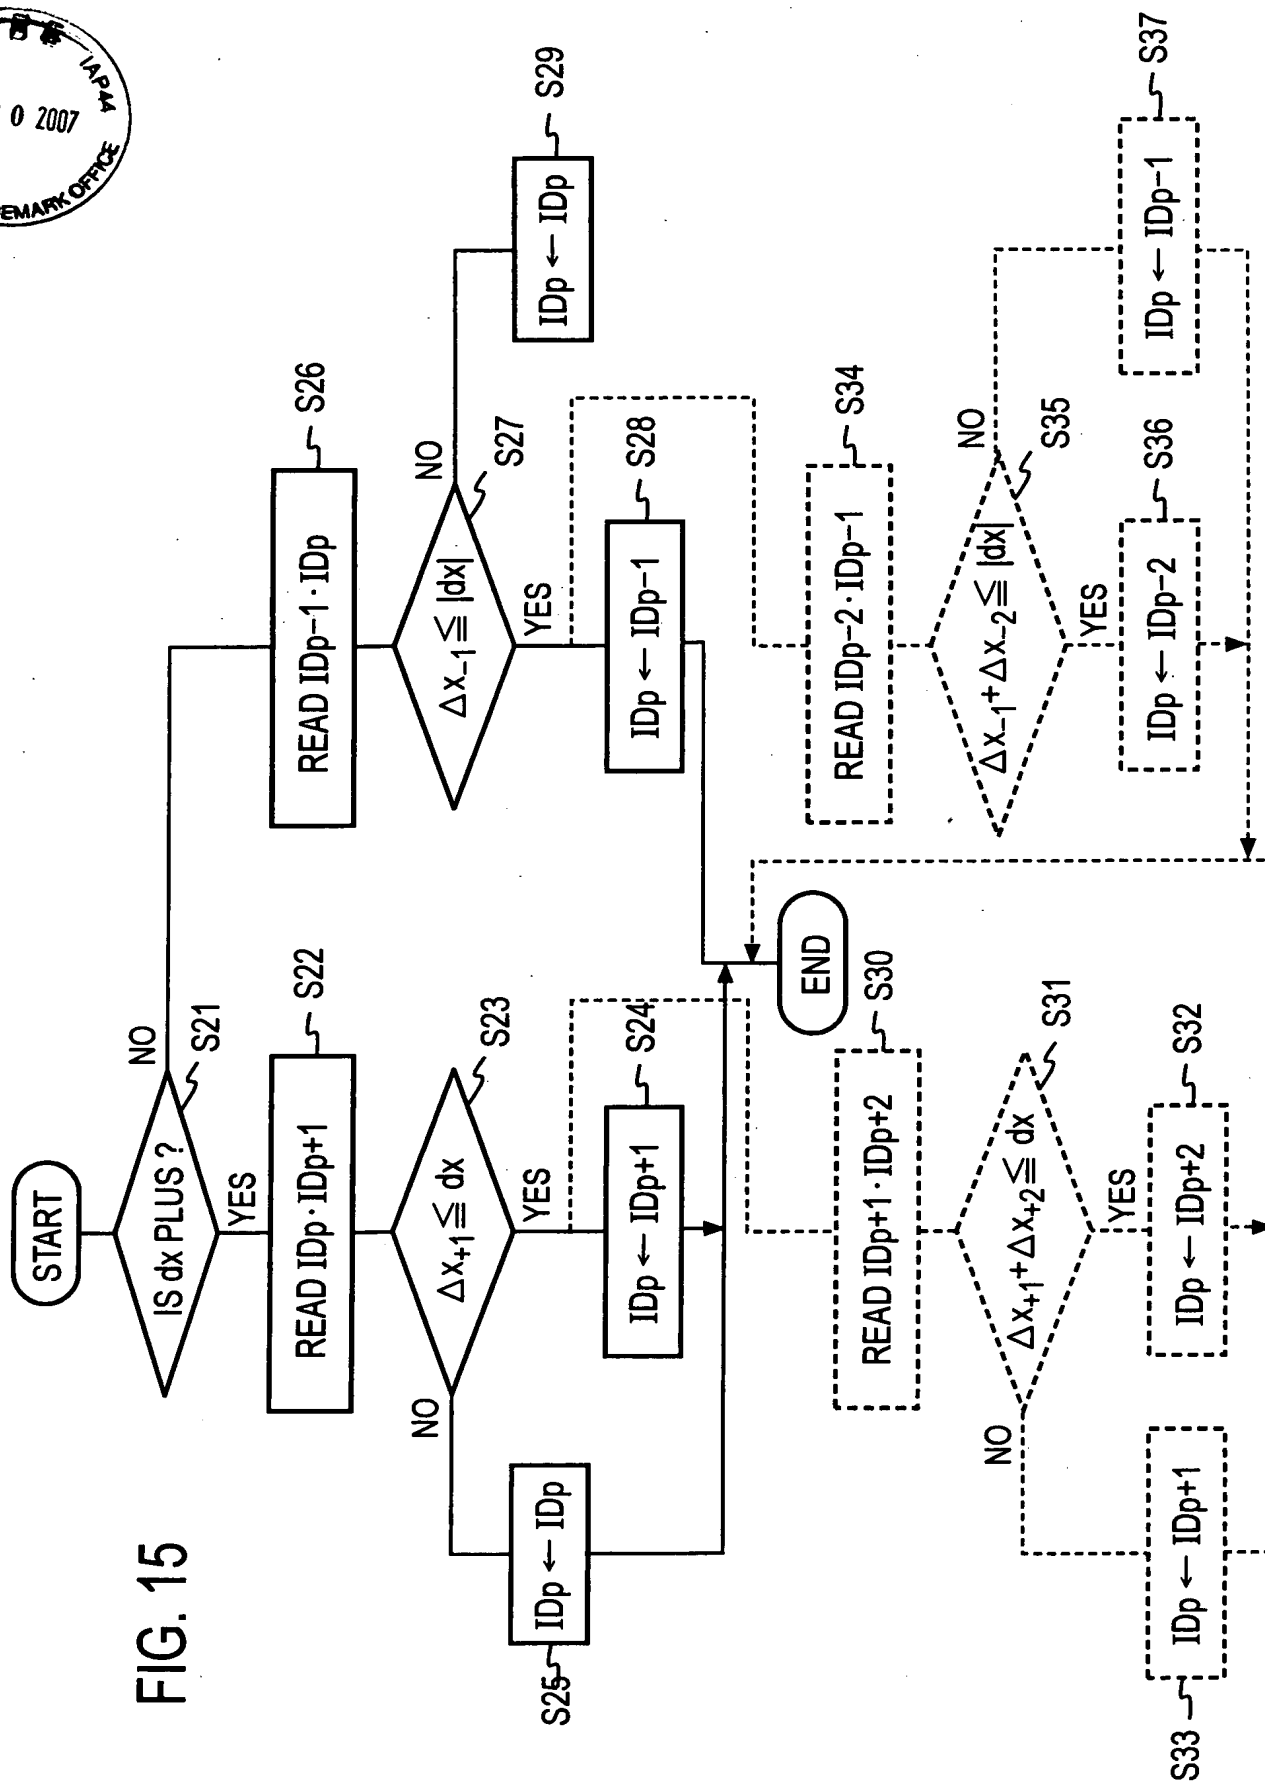 FIG. 15
START
IS dx PLUS ?
S21
NO
YES
READ IDp·IDp+1
S22
Δx+1 ≦ dx
S23
NO
YES
IDp ← IDp
S25
IDp ← IDp+1
S24
READ IDp-1·IDp
S26
Δx-1 ≦ |dx|
S27
NO
YES
IDp ← IDp-1
S28
IDp ← IDp
S29
END
READ IDp+1·IDp+2
S30
Δx+1+Δx+2 ≦ dx
S31
NO
YES
IDp ← IDp+2
S32
IDp ← IDp+1
S33
READ IDp-2·IDp-1
S34
Δx-1+Δx-2 ≦ |dx|
S35
NO
YES
IDp ← IDp-2
S36
IDp ← IDp-1
S37
IAP44
0 2007
EMARK OFFICE